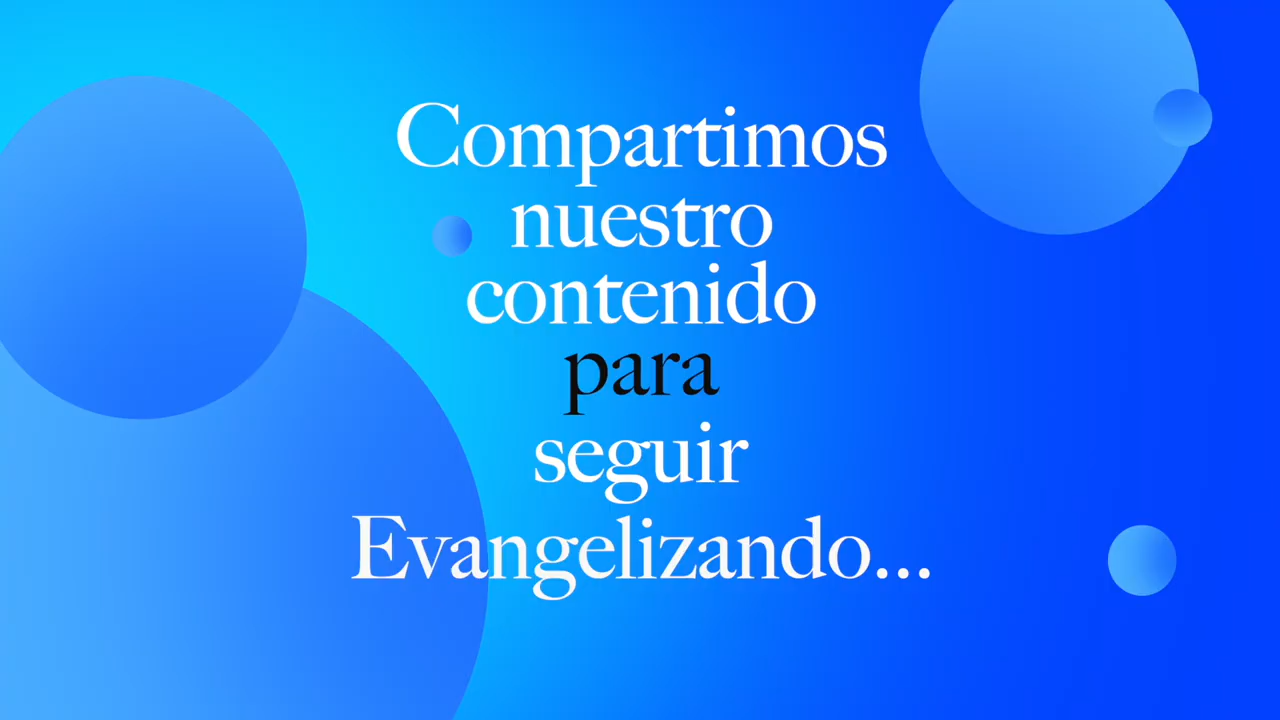 Compartimos
nuestro
contenido
para
seguir
Evangelizando...